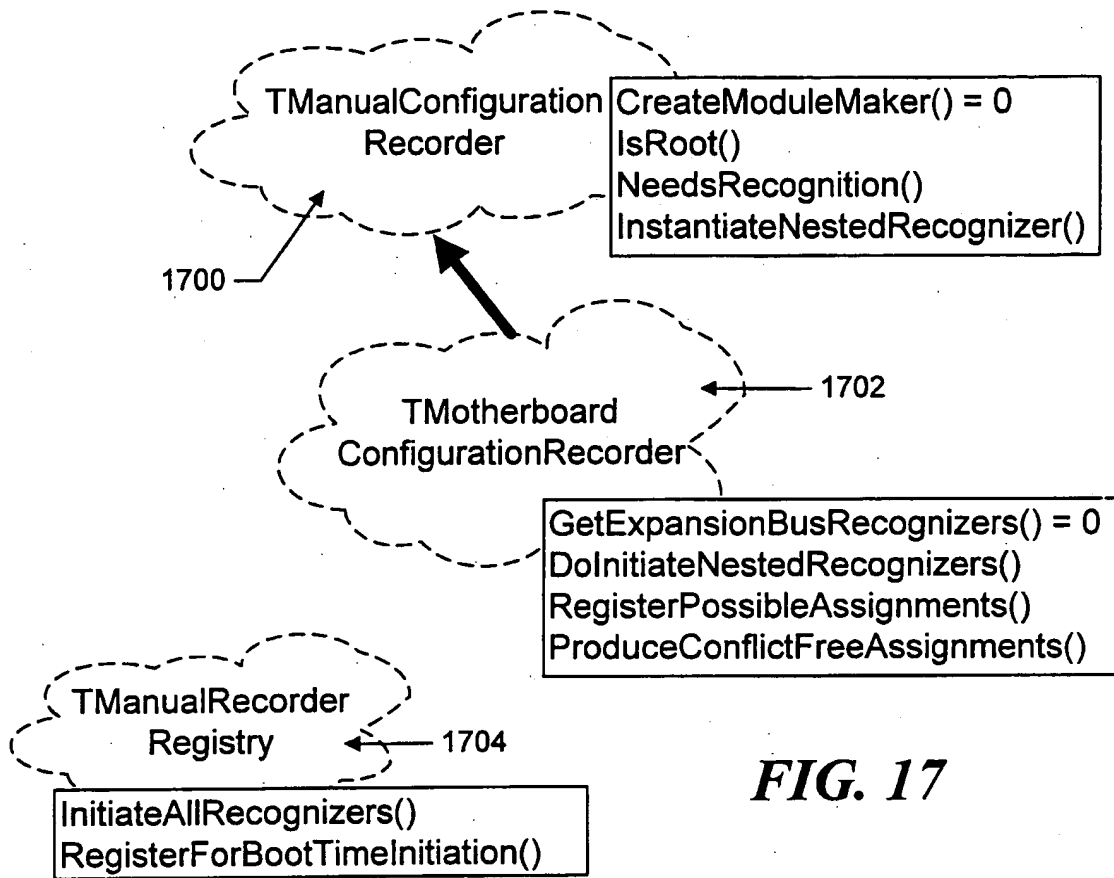 TManualConfiguration
Recorder
CreateModuleMaker() = 0
IsRoot()
NeedsRecognition()
InstantiateNestedRecognizer()
1700
1702
TMotherboard
ConfigurationRecorder
GetExpansionBusRecognizers() = 0
DoInitiateNestedRecognizers()
RegisterPossibleAssignments()
ProduceConflictFreeAssignments()
TManualRecorder
Registry
1704
InitiateAllRecognizers()
RegisterForBootTimeInitiation()
FIG. 17